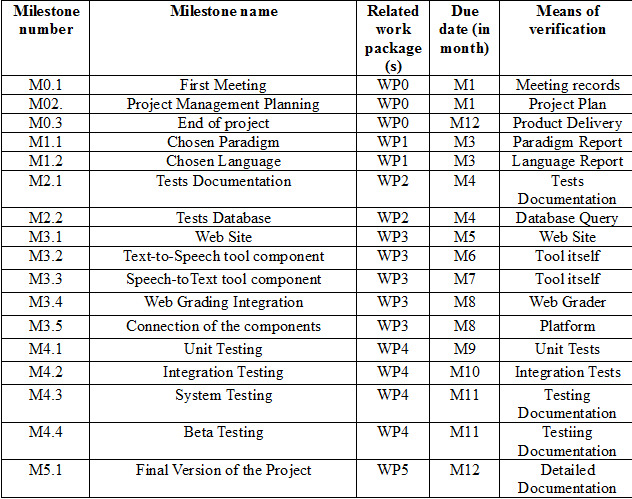 Milestone number Milestone name Related work package (s) Due date (in month) Means of verification
M0.1 First Meeting WP0 M1 Meeting records
M02. Project Management Planning WP0 M1 Project Plan
M0.3 End of project WP0 M12 Product Delivery
M1.1 Chosen Paradigm WP1 M3 Paradigm Report
M1.2 Chosen Language WP1 M3 Language Report
M2.1 Tests Documentation WP2 M4 Tests Documentation
M2.2 Tests Database WP2 M4 Database Query
M3.1 Web Site WP3 M5 Web Site
M3.2 Text-to-Speech tool component WP3 M6 Tool itself
M3.3 Speech-toText tool component WP3 M7 Tool itself
M3.4 Web Grading Integration WP3 M8 Web Grader
M3.5 Connection of the components WP3 M8 Platform
M4.1 Unit Testing WP4 M9 Unit Tests
M4.2 Integration Testing WP4 M10 Integration Tests
M4.3 System Testing WP4 M11 Testing Documentation
M4.4 Beta Testing WP4 M11 Testiing Documentation
M5.1 Final Version of the Project WP5 M12 Detailed Documentation